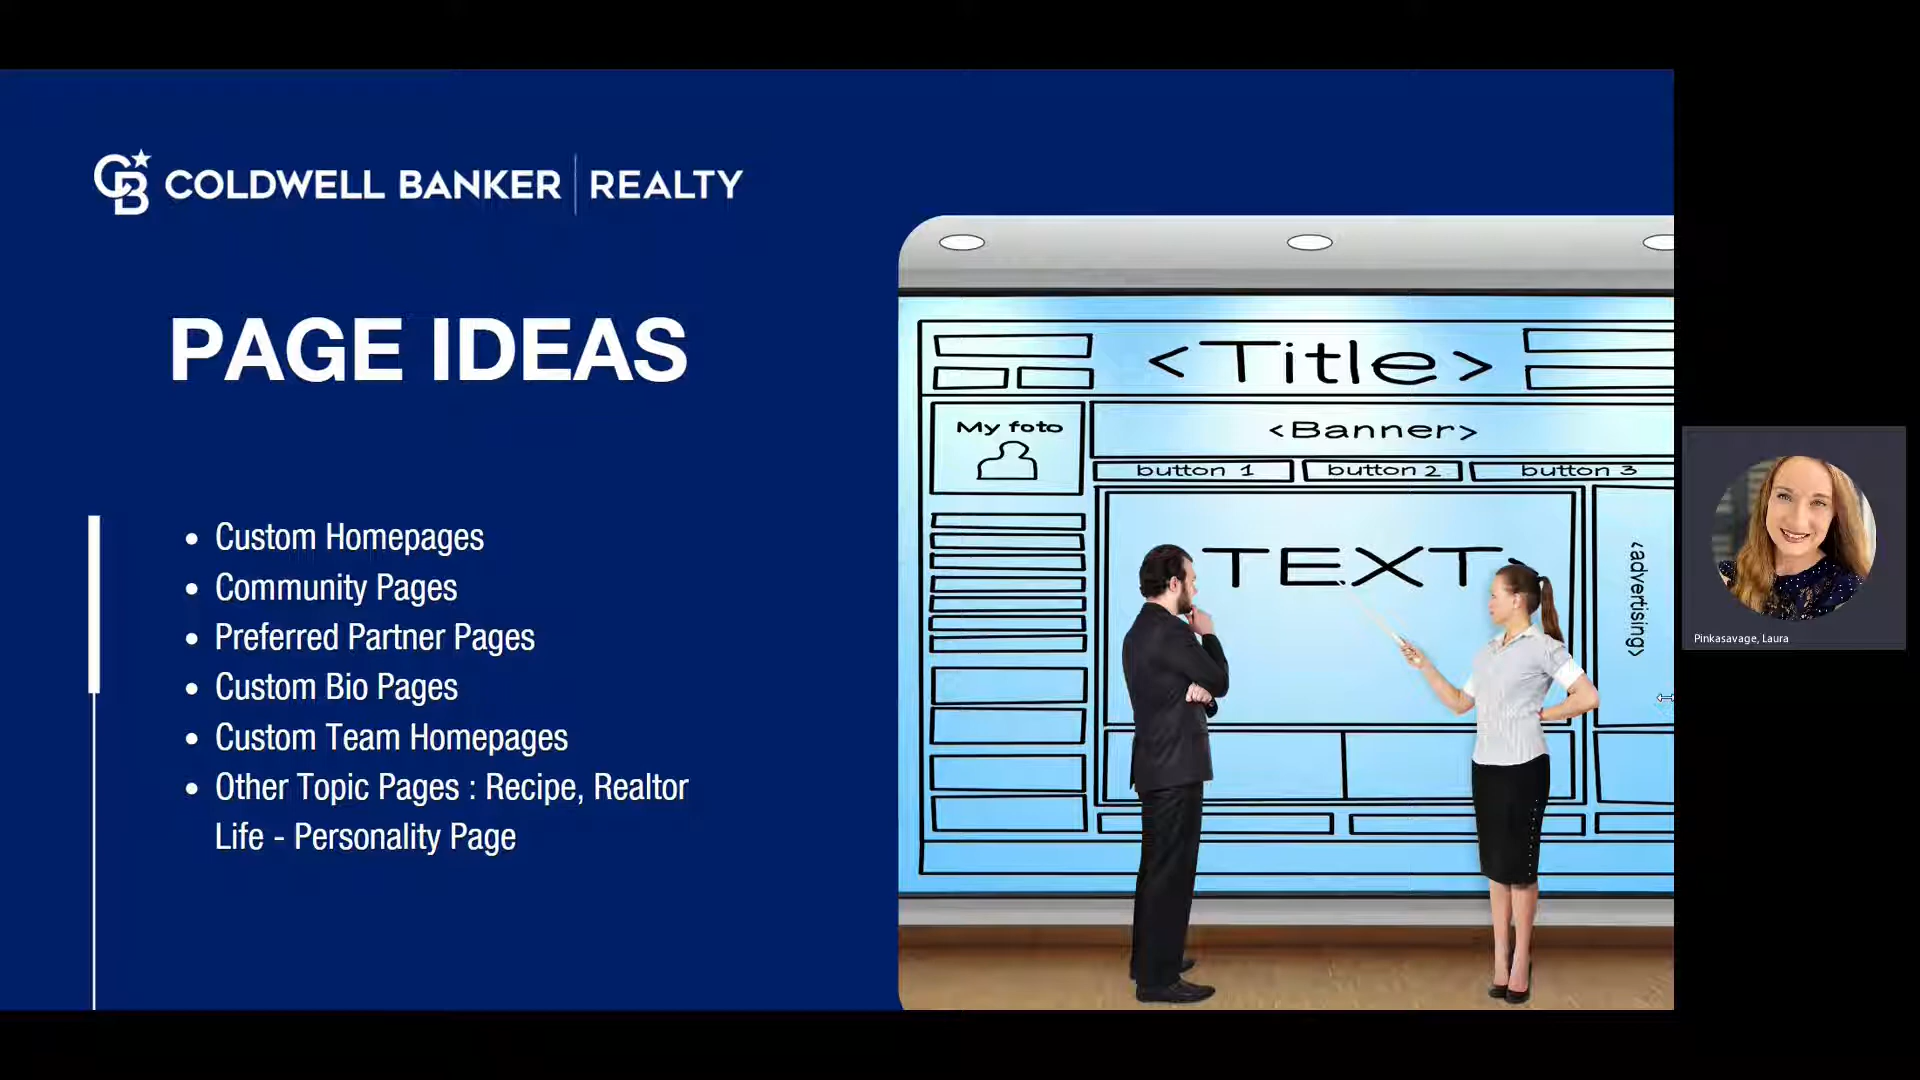 CB COLDWELL BANKER REALTY
PAGE IDEAS
• Custom Homepages
• Community Pages
• Preferred Partner Pages
• Custom Bio Pages
• Custom Team Homepages
• Other Topic Pages : Recipe, Realtor
Life - Personality Page
<Title>
My foto
<Banner>
button 1
button 2
button 3
TEXT
<advertising>
Pinkasavage, Laura